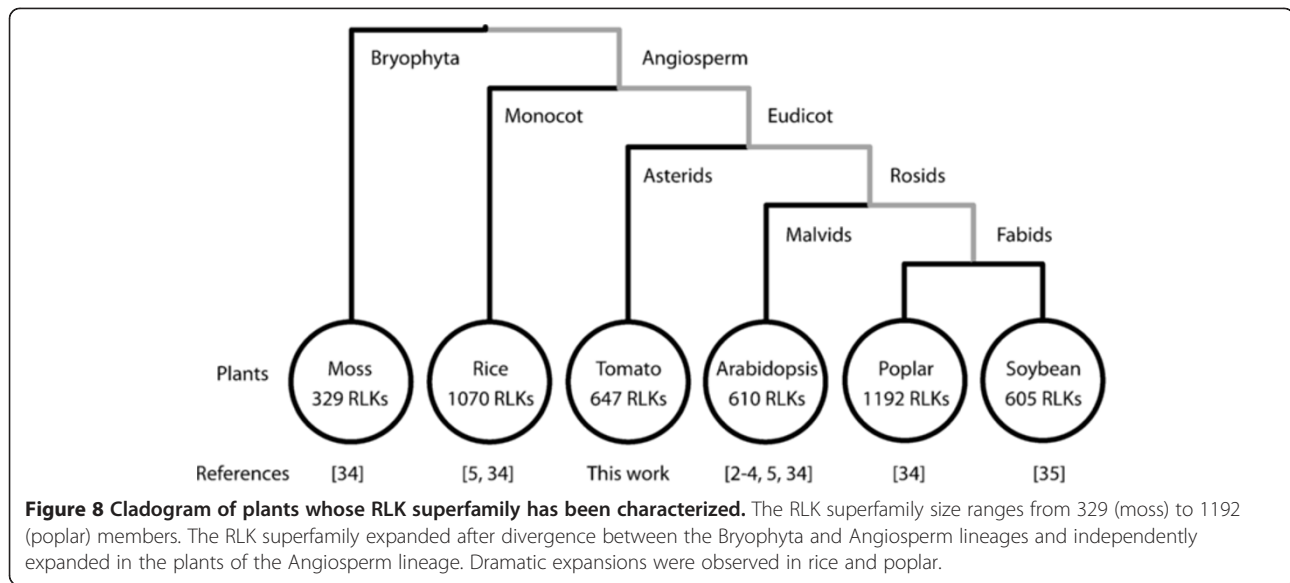 Bryophyta Angiosperm
Monocot Eudicot
Asterids Rosids
Malvids Fabids
Plants Moss Rice Tomato Arabidopsis Poplar Soybean
329 RLKs 1070 RLKs 647 RLKs 610 RLKs 1192 RLKs 605 RLKs
References [34] [5, 34] This work [2-4, 5, 34] [34] [35]
Figure 8 Cladogram of plants whose RLK superfamily has been characterized. The RLK superfamily size ranges from 329 (moss) to 1192
(poplar) members. The RLK superfamily expanded after divergence between the Bryophyta and Angiosperm lineages and independently
expanded in the plants of the Angiosperm lineage. Dramatic expansions were observed in rice and poplar.